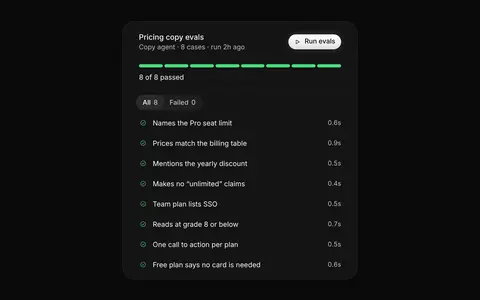 Pricing copy evals
Copy agent · 8 cases · run 2h ago
Run evals
8 of 8 passed
All 8
Failed 0
Names the Pro seat limit 0.6s
Prices match the billing table 0.9s
Mentions the yearly discount 0.5s
Makes no “unlimited” claims 0.4s
Team plan lists SSO 0.5s
Reads at grade 8 or below 0.7s
One call to action per plan 0.5s
Free plan says no card is needed 0.6s